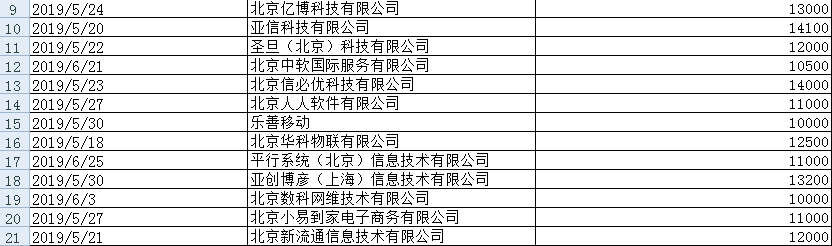 9 2019/5/24 北京亿博科技有限公司 13000
10 2019/5/20 亚信科技有限公司 14100
11 2019/5/22 圣旦（北京）科技有限公司 12000
12 2019/6/21 北京中软国际服务有限公司 10500
13 2019/5/23 北京信必优科技有限公司 14000
14 2019/5/27 北京人人软件有限公司 11000
15 2019/5/30 乐善移动 10000
16 2019/5/18 北京华科物联有限公司 12500
17 2019/6/25 平行系统（北京）信息技术有限公司 11000
18 2019/5/30 亚创博彦（上海）信息技术有限公司 13200
19 2019/6/3 北京数科网维技术有限公司 10000
20 2019/5/27 北京小易到家电子商务有限公司 11000
21 2019/5/21 北京新流通信息技术有限公司 12000